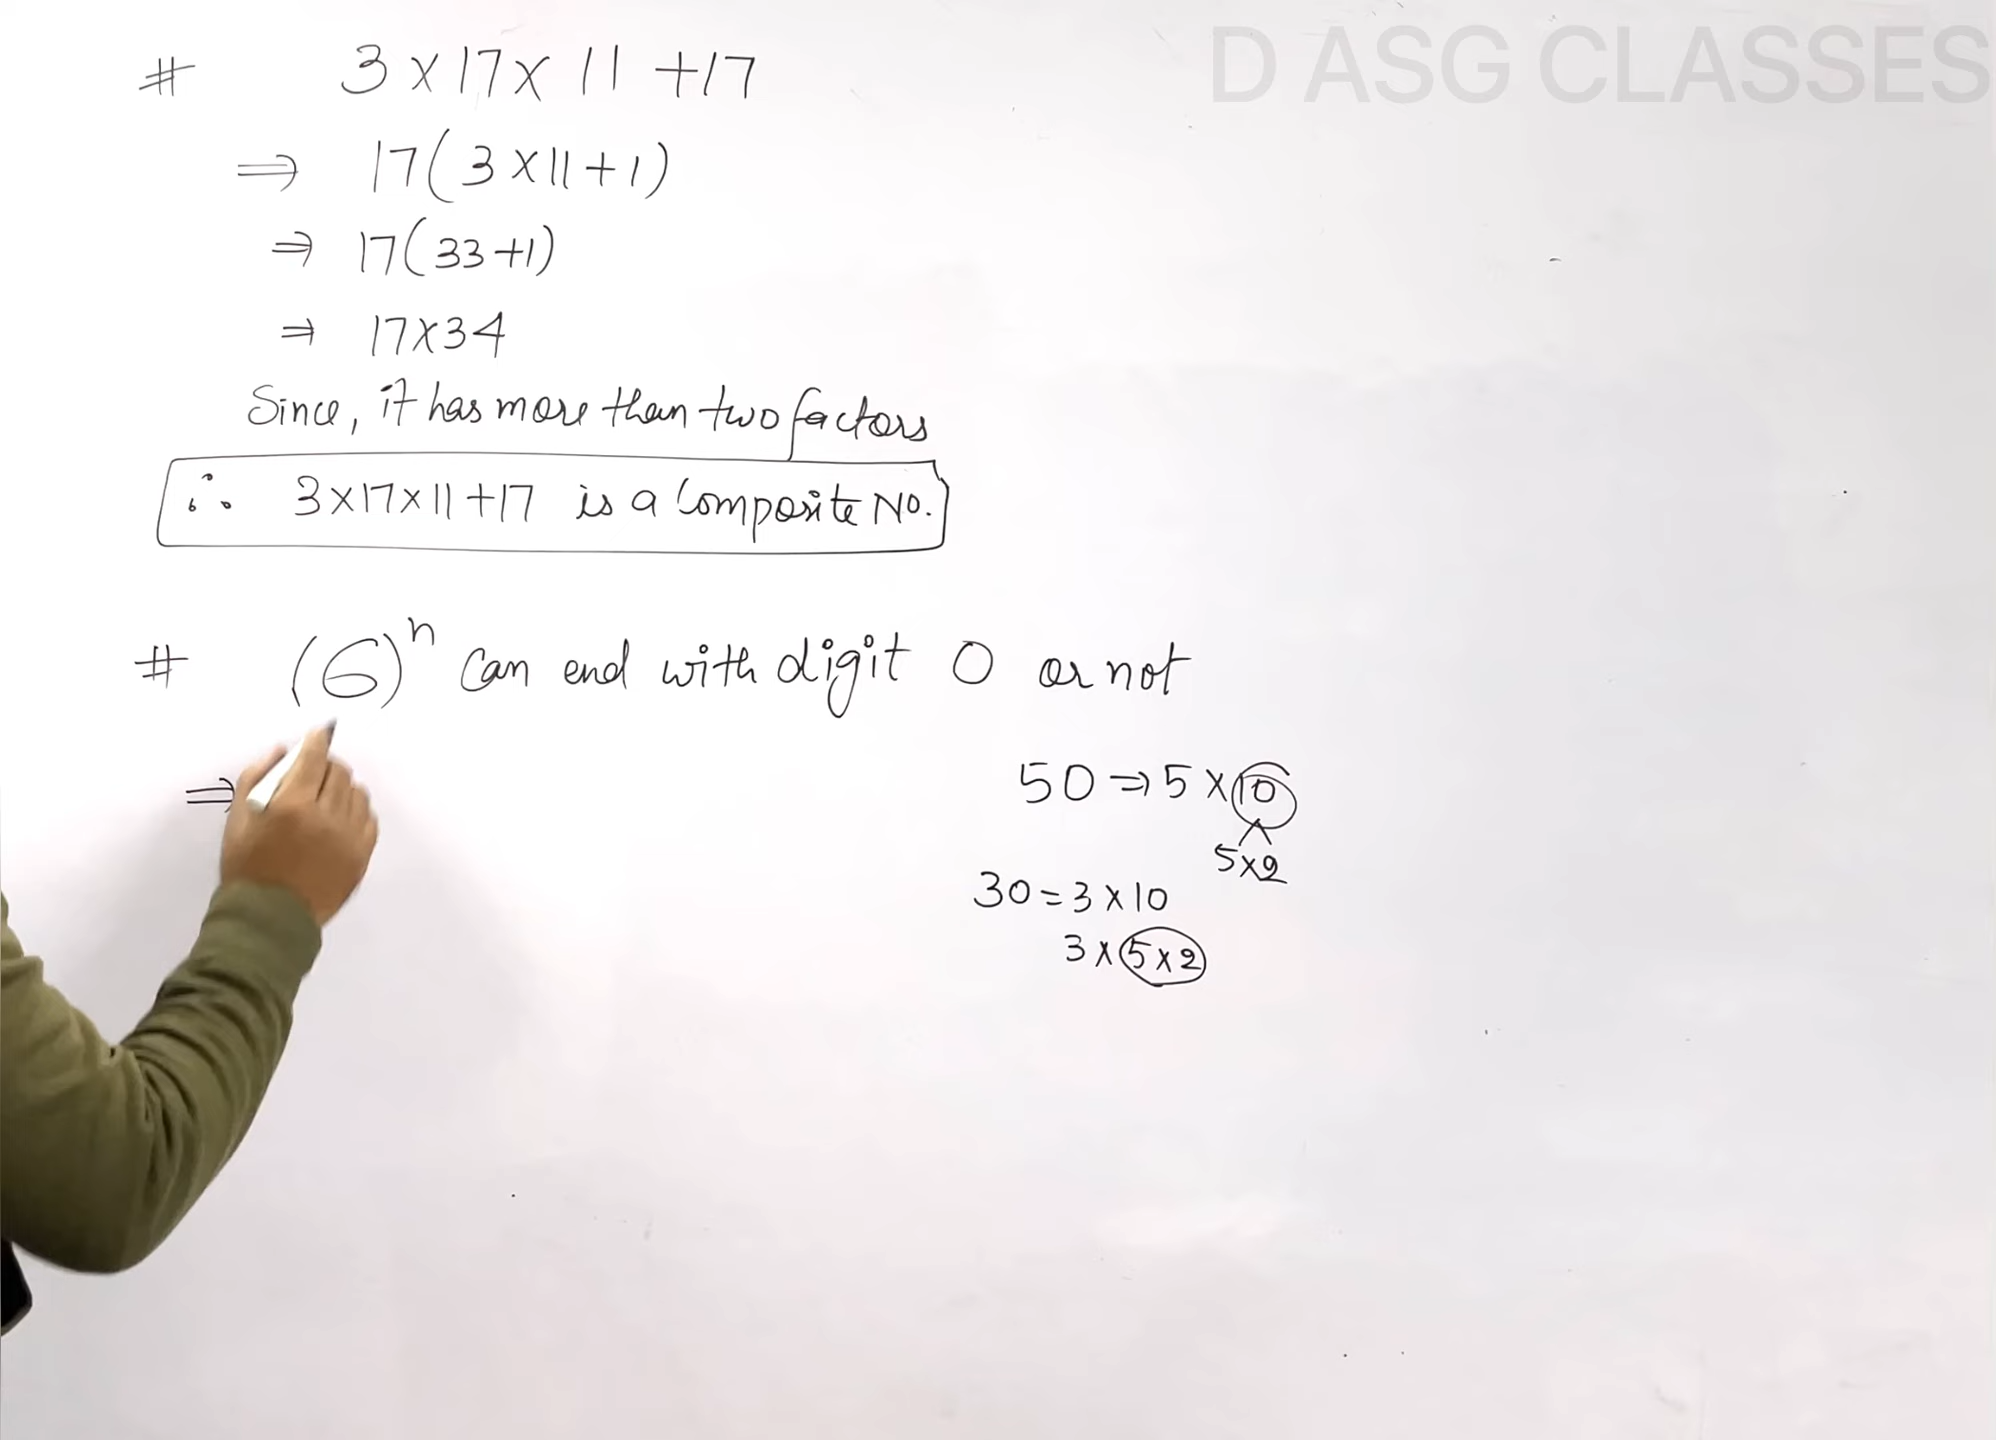 D ASG CLASSES
# 3 × 17 × 11 + 17
⇒ 17(3 × 11 + 1)
⇒ 17(33 + 1)
⇒ 17 × 34
Since, it has more than two factors
∴ 3 × 17 × 11 + 17 is a Composite No.
# (6)ⁿ can end with digit 0 or not
⇒
50 ⇒ 5 × 10
5 × 2
30 = 3 × 10
3 × 5 × 2